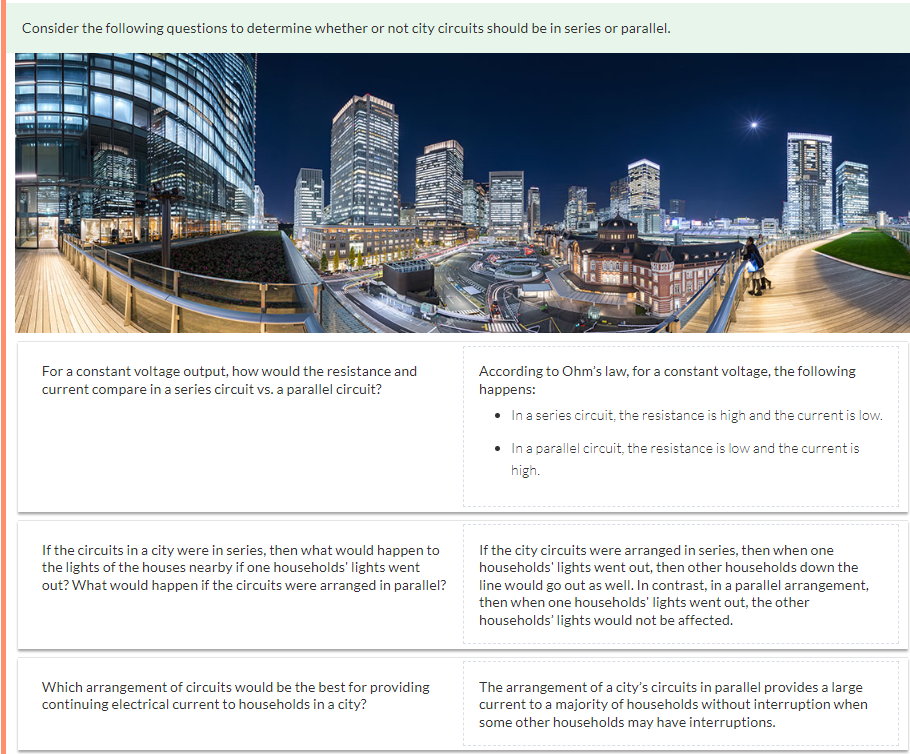 Consider the following questions to determine whether or not city circuits should be in series or parallel.
For a constant voltage output, how would the resistance and
current compare in a series circuit vs. a parallel circuit?
According to Ohm's law, for a constant voltage, the following
happens:
• In a series circuit, the resistance is high and the current is low.
• In a parallel circuit, the resistance is low and the current is
high.
If the circuits in a city were in series, then what would happen to
the lights of the houses nearby if one households' lights went
out? What would happen if the circuits were arranged in parallel?
If the city circuits were arranged in series, then when one
households' lights went out, then other households down the
line would go out as well. In contrast, in a parallel arrangement,
then when one households' lights went out, the other
households' lights would not be affected.
Which arrangement of circuits would be the best for providing
continuing electrical current to households in a city?
The arrangement of a city's circuits in parallel provides a large
current to a majority of households without interruption when
some other households may have interruptions.